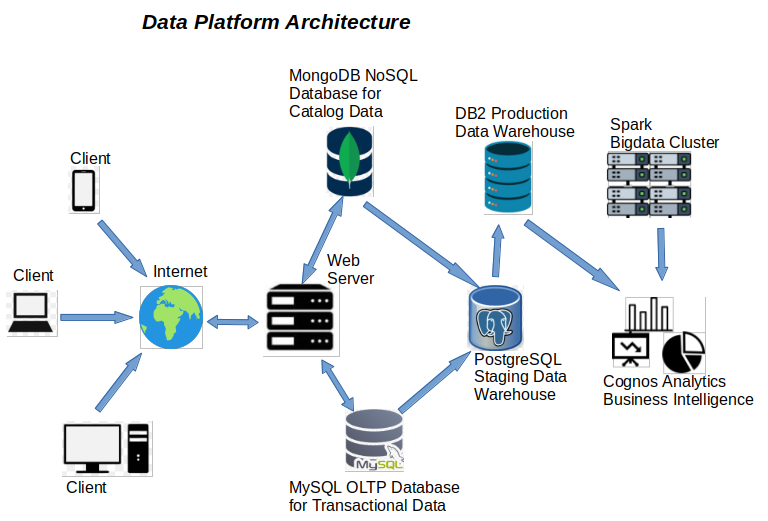 Data Platform Architecture
MongoDB NoSQL
Database for
Catalog Data
DB2 Production
Data Warehouse
Spark
Bigdata Cluster
Client
Client
Internet
Web
Server
PostgreSQL
Staging Data
Warehouse
Cognos Analytics
Business Intelligence
MySQL
Client
MySQL OLTP Database
for Transactional Data